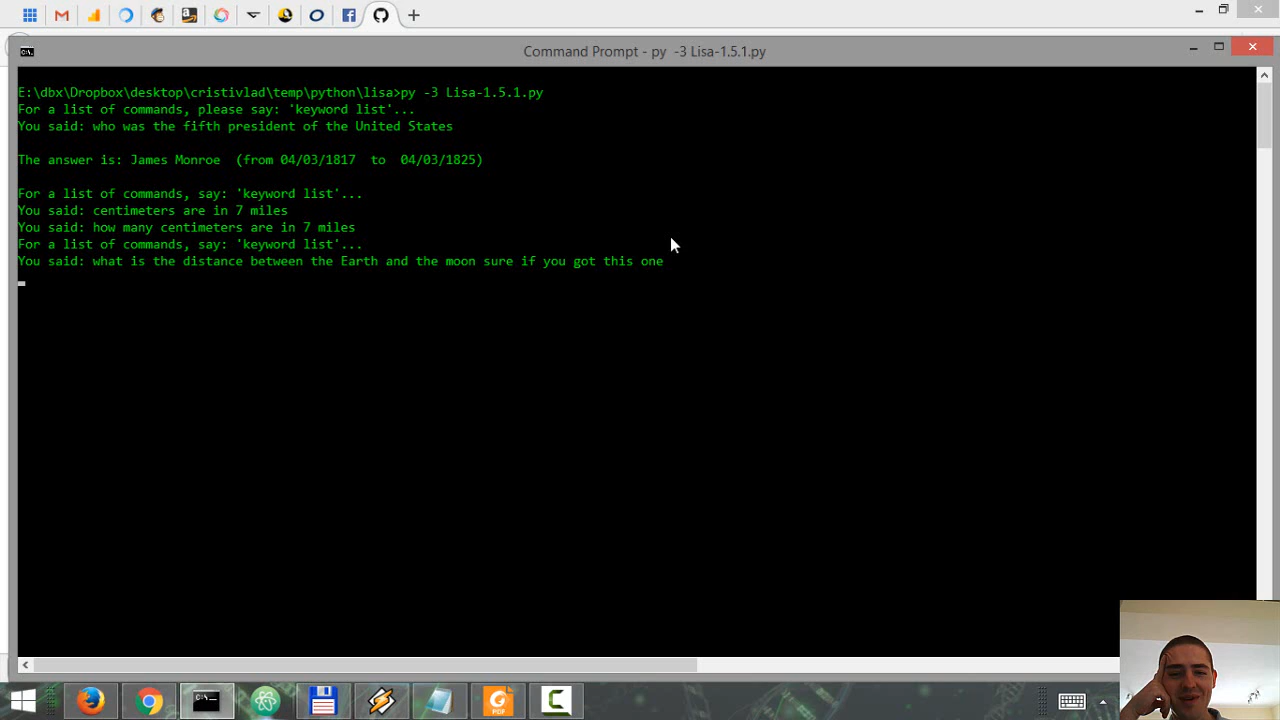 Command Prompt - py  -3 Lisa-1.5.1.py
E:\dbx\Dropbox\desktop\cristivlad\temp\python\lisa>py -3 Lisa-1.5.1.py
For a list of commands, please say: 'keyword list'...
You said: who was the fifth president of the United States
The answer is: James Monroe  (from 04/03/1817  to  04/03/1825)
For a list of commands, say: 'keyword list'...
You said: centimeters are in 7 miles
You said: how many centimeters are in 7 miles
For a list of commands, say: 'keyword list'...
You said: what is the distance between the Earth and the moon sure if you got this one